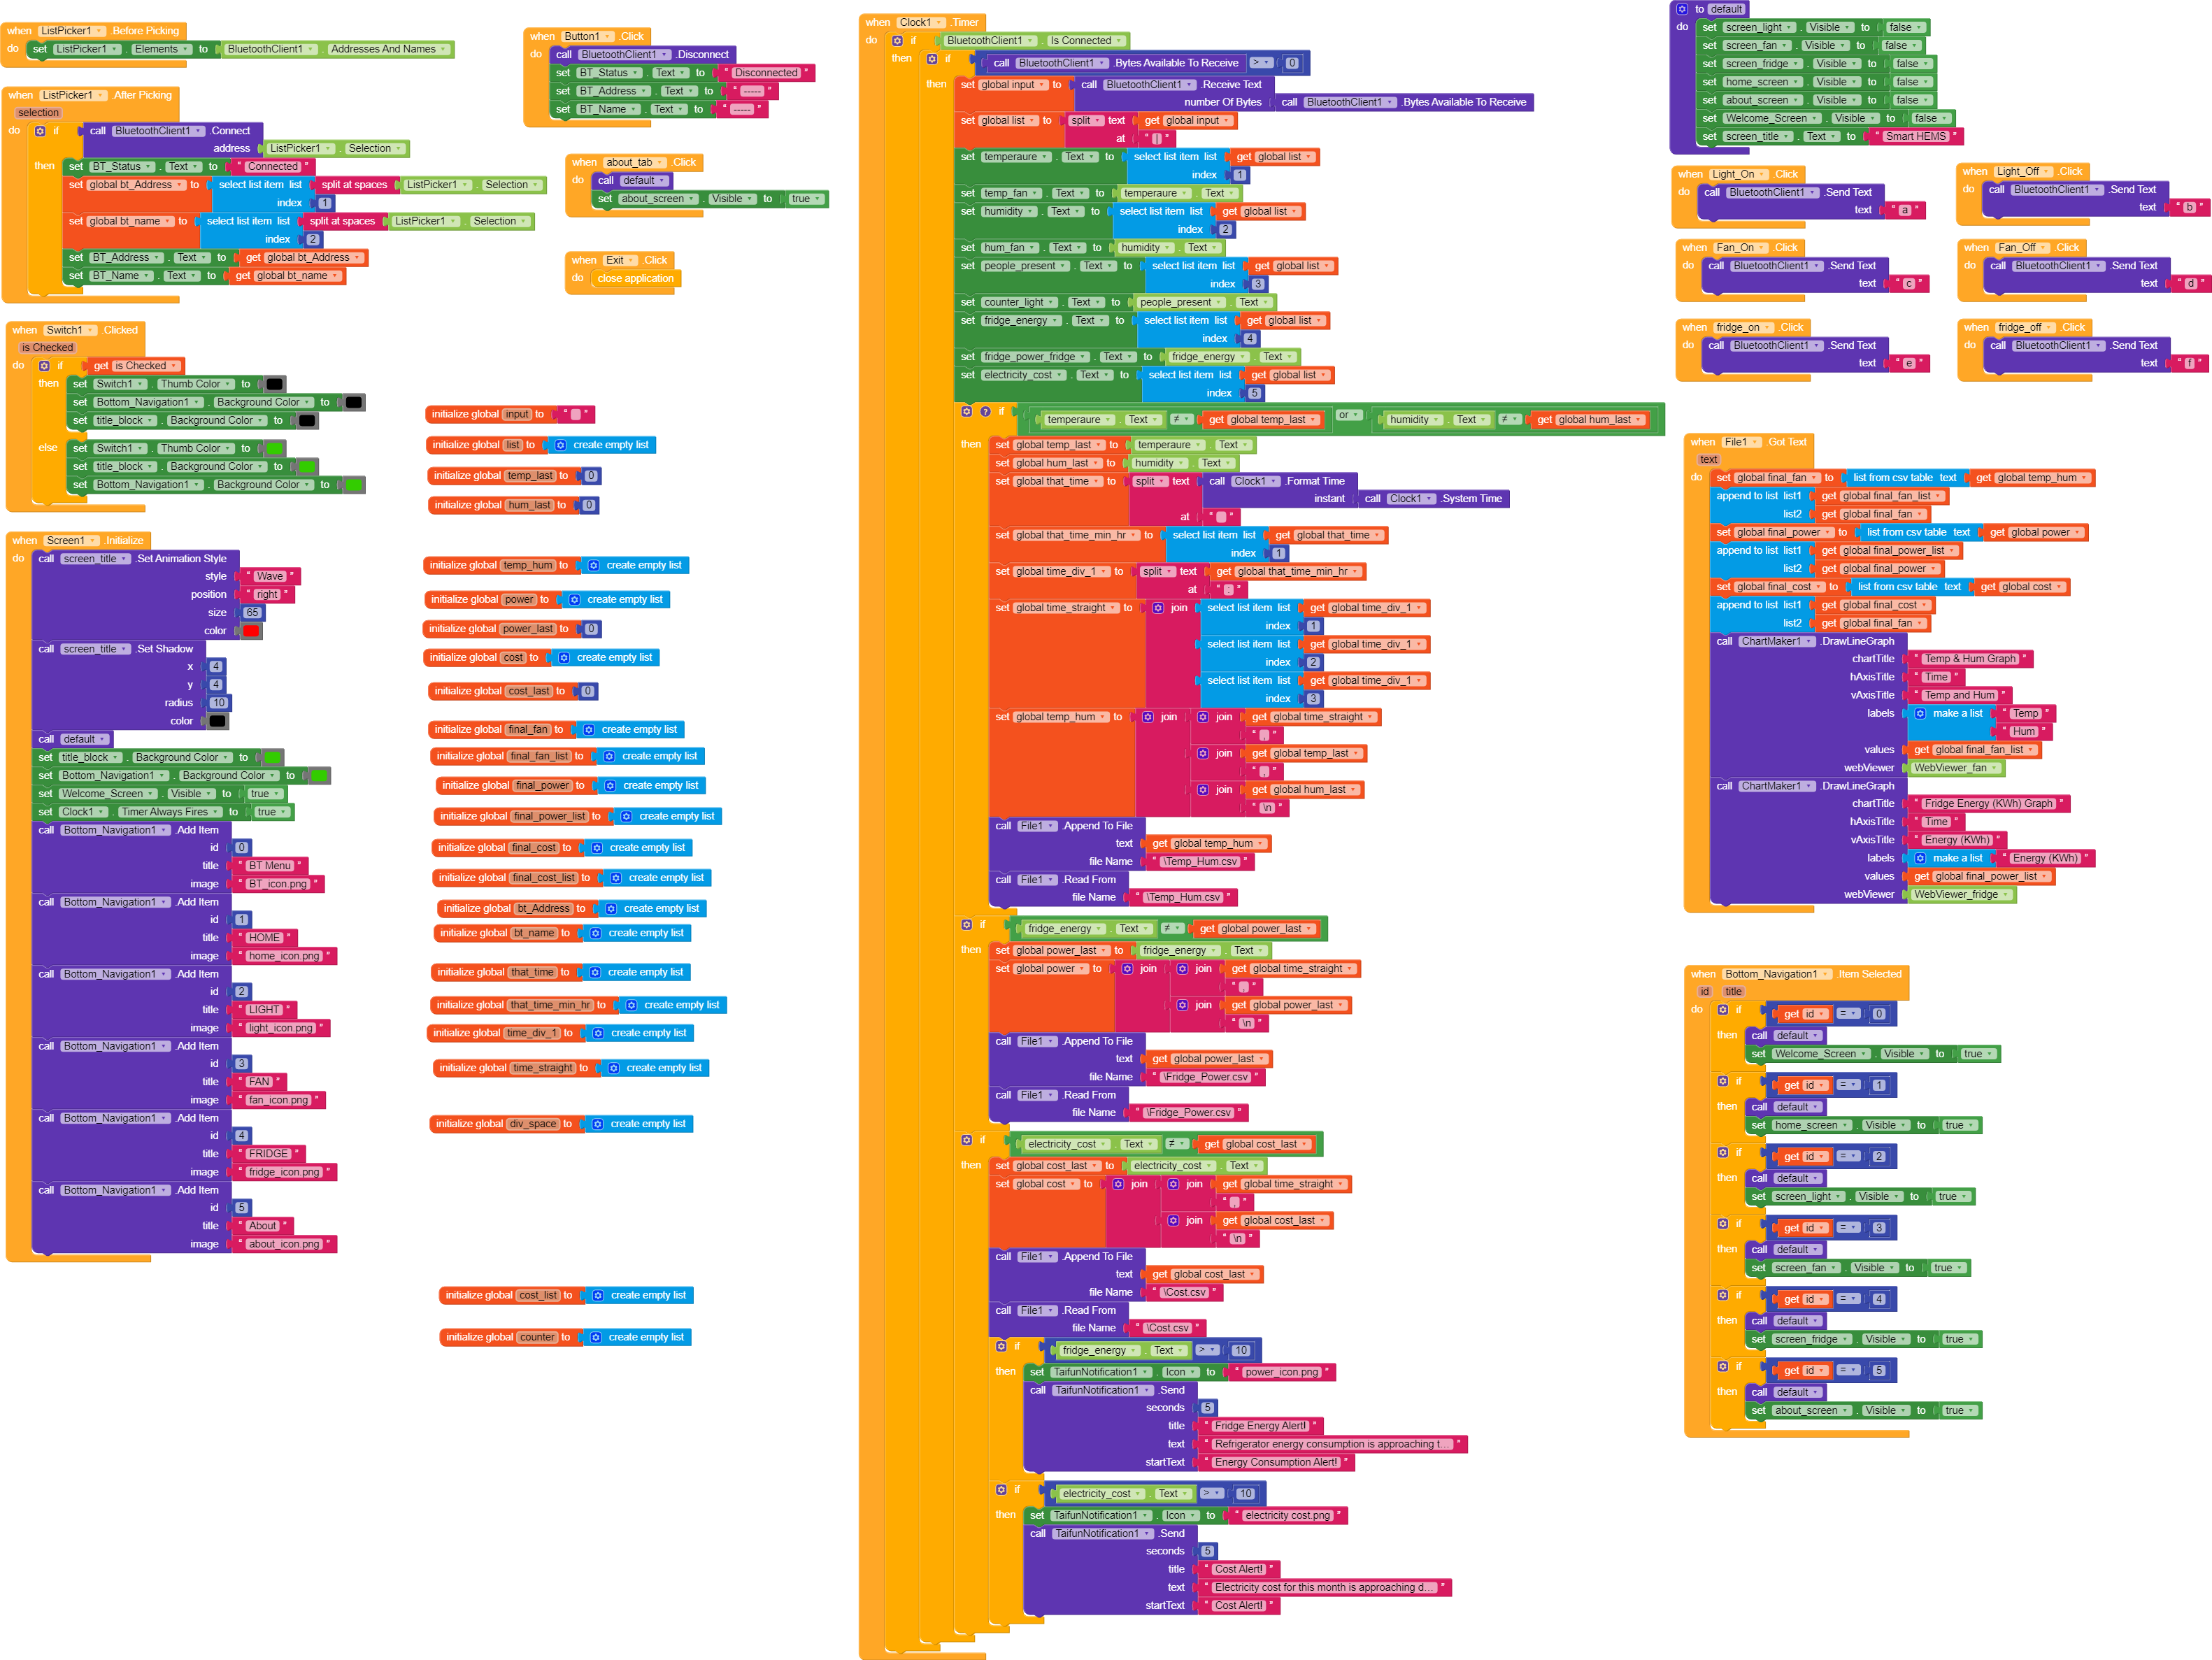 when ListPicker1 .Before Picking
do set ListPicker1 . Elements to BluetoothClient1 . Addresses And Names
when ListPicker1 .After Picking
selection
do if call BluetoothClient1 .Connect
address ListPicker1 . Selection
then set BT_Status . Text to " Connected "
set global bt_Address to select list item list split at spaces ListPicker1 . Selection
index 1
set global bt_name to select list item list split at spaces ListPicker1 . Selection
index 2
set BT_Address . Text to get global bt_Address
set BT_Name . Text to get global bt_name
when Switch1 .Clicked
is Checked
do if get is Checked
then set Switch1 . Thumb Color to
set Bottom_Navigation1 . Background Color to
set title_block . Background Color to
else set Switch1 . Thumb Color to
set title_block . Background Color to
set Bottom_Navigation1 . Background Color to
when Screen1 .Initialize
do call screen_title .Set Animation Style
style " Wave "
position " right "
size 65
color
call screen_title .Set Shadow
x 4
y 4
radius 10
color
call default
set title_block . Background Color to
set Bottom_Navigation1 . Background Color to
set Welcome_Screen . Visible to true
set Clock1 . Timer Always Fires to true
call Bottom_Navigation1 .Add Item
id 0
title " BT Menu "
image " BT_icon.png "
call Bottom_Navigation1 .Add Item
id 1
title " HOME "
image " home_icon.png "
call Bottom_Navigation1 .Add Item
id 2
title " LIGHT "
image " light_icon.png "
call Bottom_Navigation1 .Add Item
id 3
title " FAN "
image " fan_icon.png "
call Bottom_Navigation1 .Add Item
id 4
title " FRIDGE "
image " fridge_icon.png "
call Bottom_Navigation1 .Add Item
id 5
title " About "
image " about_icon.png "
when Button1 .Click
do call BluetoothClient1 .Disconnect
set BT_Status . Text to " Disconnected "
set BT_Address . Text to " ----- "
set BT_Name . Text to " ----- "
when about_tab .Click
do call default
set about_screen . Visible to true
when Exit .Click
do close application
initialize global input to " "
initialize global list to create empty list
initialize global temp_last to 0
initialize global hum_last to 0
initialize global temp_hum to create empty list
initialize global power to create empty list
initialize global power_last to 0
initialize global cost to create empty list
initialize global cost_last to 0
initialize global final_fan to create empty list
initialize global final_fan_list to create empty list
initialize global final_power to create empty list
initialize global final_power_list to create empty list
initialize global final_cost to create empty list
initialize global final_cost_list to create empty list
initialize global bt_Address to create empty list
initialize global bt_name to create empty list
initialize global that_time to create empty list
initialize global that_time_min_hr to create empty list
initialize global time_div_1 to create empty list
initialize global time_straight to create empty list
initialize global div_space to create empty list
initialize global cost_list to create empty list
initialize global counter to create empty list
when Clock1 .Timer
do if BluetoothClient1 . Is Connected
then if call BluetoothClient1 .Bytes Available To Receive > 0
then set global input to call BluetoothClient1 .Receive Text
number Of Bytes call BluetoothClient1 .Bytes Available To Receive
set global list to split text get global input
at " | "
set temperaure . Text to select list item list get global list
index 1
set temp_fan . Text to temperaure . Text
set humidity . Text to select list item list get global list
index 2
set hum_fan . Text to humidity . Text
set people_present . Text to select list item list get global list
index 3
set counter_light . Text to people_present . Text
set fridge_energy . Text to select list item list get global list
index 4
set fridge_power_fridge . Text to fridge_energy . Text
set electricity_cost . Text to select list item list get global list
index 5
if temperaure . Text ≠ get global temp_last or humidity . Text ≠ get global hum_last
then set global temp_last to temperaure . Text
set global hum_last to humidity . Text
set global that_time to split text call Clock1 .Format Time
instant call Clock1 .System Time
at " "
set global that_time_min_hr to select list item list get global that_time
index 1
set global time_div_1 to split text get global that_time_min_hr
at " : "
set global time_straight to join select list item list get global time_div_1
index 1
select list item list get global time_div_1
index 2
select list item list get global time_div_1
index 3
set global temp_hum to join join get global time_straight
" , "
join get global temp_last
" , "
join get global hum_last
" \n "
call File1 .Append To File
text get global temp_hum
file Name " \Temp_Hum.csv "
call File1 .Read From
file Name " \Temp_Hum.csv "
if fridge_energy . Text ≠ get global power_last
then set global power_last to fridge_energy . Text
set global power to join join get global time_straight
" , "
join get global power_last
" \n "
call File1 .Append To File
text get global power_last
file Name " \Fridge_Power.csv "
call File1 .Read From
file Name " \Fridge_Power.csv "
if electricity_cost . Text ≠ get global cost_last
then set global cost_last to electricity_cost . Text
set global cost to join join get global time_straight
" , "
join get global cost_last
" \n "
call File1 .Append To File
text get global cost_last
file Name " \Cost.csv "
call File1 .Read From
file Name " \Cost.csv "
if fridge_energy . Text > 10
then set TaifunNotification1 . Icon to " power_icon.png "
call TaifunNotification1 .Send
seconds 5
title " Fridge Energy Alert! "
text " Refrigerator energy consumption is approaching t... "
startText " Energy Consumption Alert! "
if electricity_cost . Text > 10
then set TaifunNotification1 . Icon to " electricity cost.png "
call TaifunNotification1 .Send
seconds 5
title " Cost Alert! "
text " Electricity cost for this month is approaching d... "
startText " Cost Alert! "
to default
do set screen_light . Visible to false
set screen_fan . Visible to false
set screen_fridge . Visible to false
set home_screen . Visible to false
set about_screen . Visible to false
set Welcome_Screen . Visible to false
set screen_title . Text to " Smart HEMS "
when Light_On .Click
do call BluetoothClient1 .Send Text
text " a "
when Light_Off .Click
do call BluetoothClient1 .Send Text
text " b "
when Fan_On .Click
do call BluetoothClient1 .Send Text
text " c "
when Fan_Off .Click
do call BluetoothClient1 .Send Text
text " d "
when fridge_on .Click
do call BluetoothClient1 .Send Text
text " e "
when fridge_off .Click
do call BluetoothClient1 .Send Text
text " f "
when File1 .Got Text
text
do set global final_fan to list from csv table text get global temp_hum
append to list list1 get global final_fan_list
list2 get global final_fan
set global final_power to list from csv table text get global power
append to list list1 get global final_power_list
list2 get global final_power
set global final_cost to list from csv table text get global cost
append to list list1 get global final_cost
list2 get global final_fan
call ChartMaker1 .DrawLineGraph
chartTitle " Temp & Hum Graph "
hAxisTitle " Time "
vAxisTitle " Temp and Hum "
labels make a list " Temp "
" Hum "
values get global final_fan_list
webViewer WebViewer_fan
call ChartMaker1 .DrawLineGraph
chartTitle " Fridge Energy (KWh) Graph "
hAxisTitle " Time "
vAxisTitle " Energy (KWh) "
labels make a list " Energy (KWh) "
values get global final_power_list
webViewer WebViewer_fridge
when Bottom_Navigation1 .Item Selected
id title
do if get id = 0
then call default
set Welcome_Screen . Visible to true
if get id = 1
then call default
set home_screen . Visible to true
if get id = 2
then call default
set screen_light . Visible to true
if get id = 3
then call default
set screen_fan . Visible to true
if get id = 4
then call default
set screen_fridge . Visible to true
if get id = 5
then call default
set about_screen . Visible to true